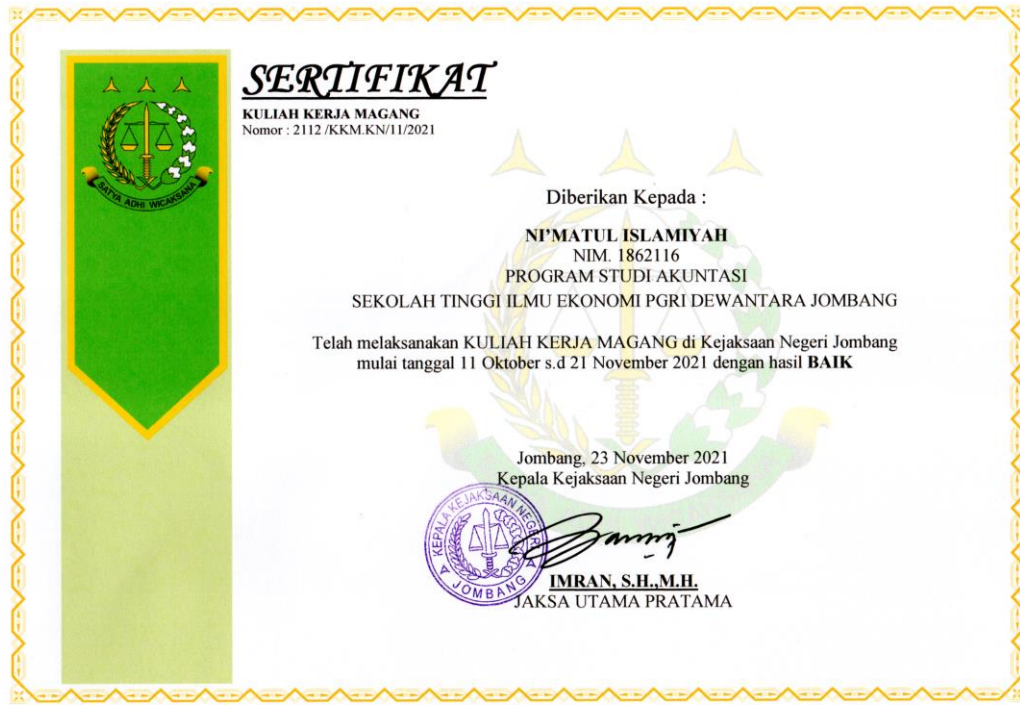 SATYA ADHI WICAKSANA
SERTIFIKAT
KULIAH KERJA MAGANG
Nomor : 2112 /KKM.KN/11/2021
Diberikan Kepada :
NI'MATUL ISLAMIYAH
NIM. 1862116
PROGRAM STUDI AKUNTASI
SEKOLAH TINGGI ILMU EKONOMI PGRI DEWANTARA JOMBANG
Telah melaksanakan KULIAH KERJA MAGANG di Kejaksaan Negeri Jombang
mulai tanggal 11 Oktober s.d 21 November 2021 dengan hasil BAIK
Jombang, 23 November 2021
Kepala Kejaksaan Negeri Jombang
KEPALA KEJAKSAAN NEGERI
JOMBANG
IMRAN, S.H.,M.H.
JAKSA UTAMA PRATAMA